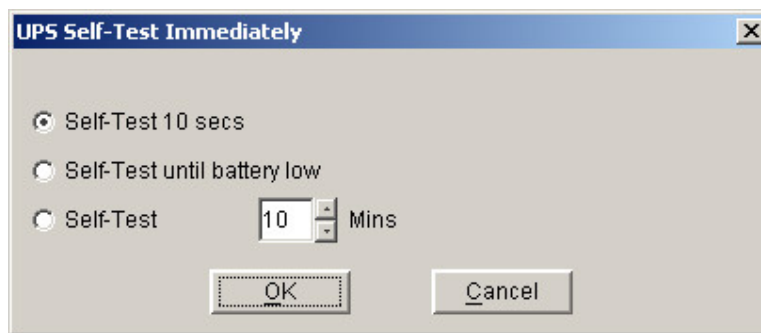 UPS Self-Test Immediately
Self-Test 10 secs
Self-Test until battery low
Self-Test 10 Mins
OK Cancel